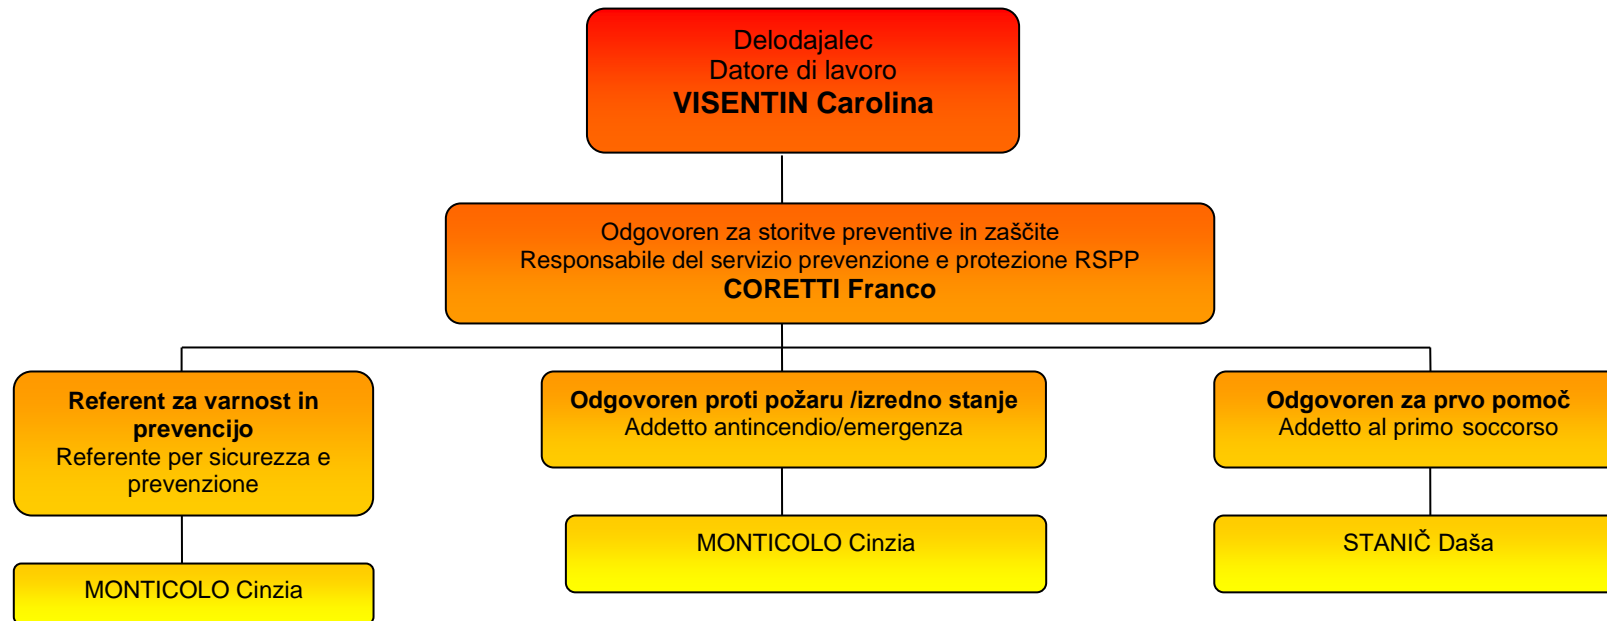 Delodajalec
Datore di lavoro
VISENTIN Carolina
Odgovoren za storitve preventive in zaščite
Responsabile del servizio prevenzione e protezione RSPP
CORETTI Franco
Referent za varnost in
prevencijo
Referente per sicurezza e
prevenzione
Odgovoren proti požaru /izredno stanje
Addetto antincendio/emergenza
Odgovoren za prvo pomoč
Addetto al primo soccorso
MONTICOLO Cinzia
MONTICOLO Cinzia
STANIČ Daša